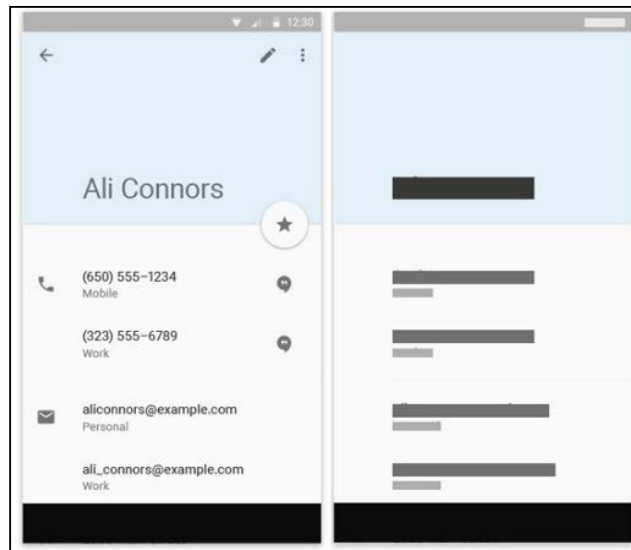 12:30
Ali Connors
(650) 555–1234
Mobile
(323) 555–6789
Work
aliconnors@example.com
Personal
ali_connors@example.com
Work